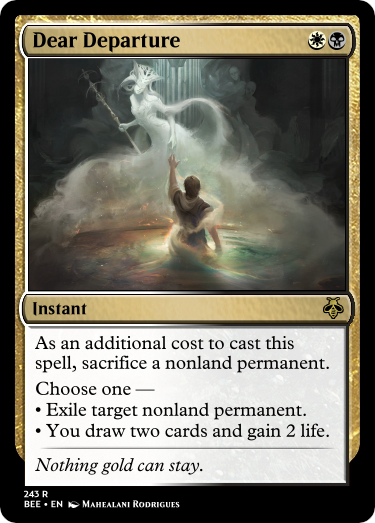 Dear Departure
Instant
As an additional cost to cast this
spell, sacrifice a nonland permanent.
Choose one —
• Exile target nonland permanent.
• You draw two cards and gain 2 life.
Nothing gold can stay.
243 R
BEE • EN Mahealani Rodrigues